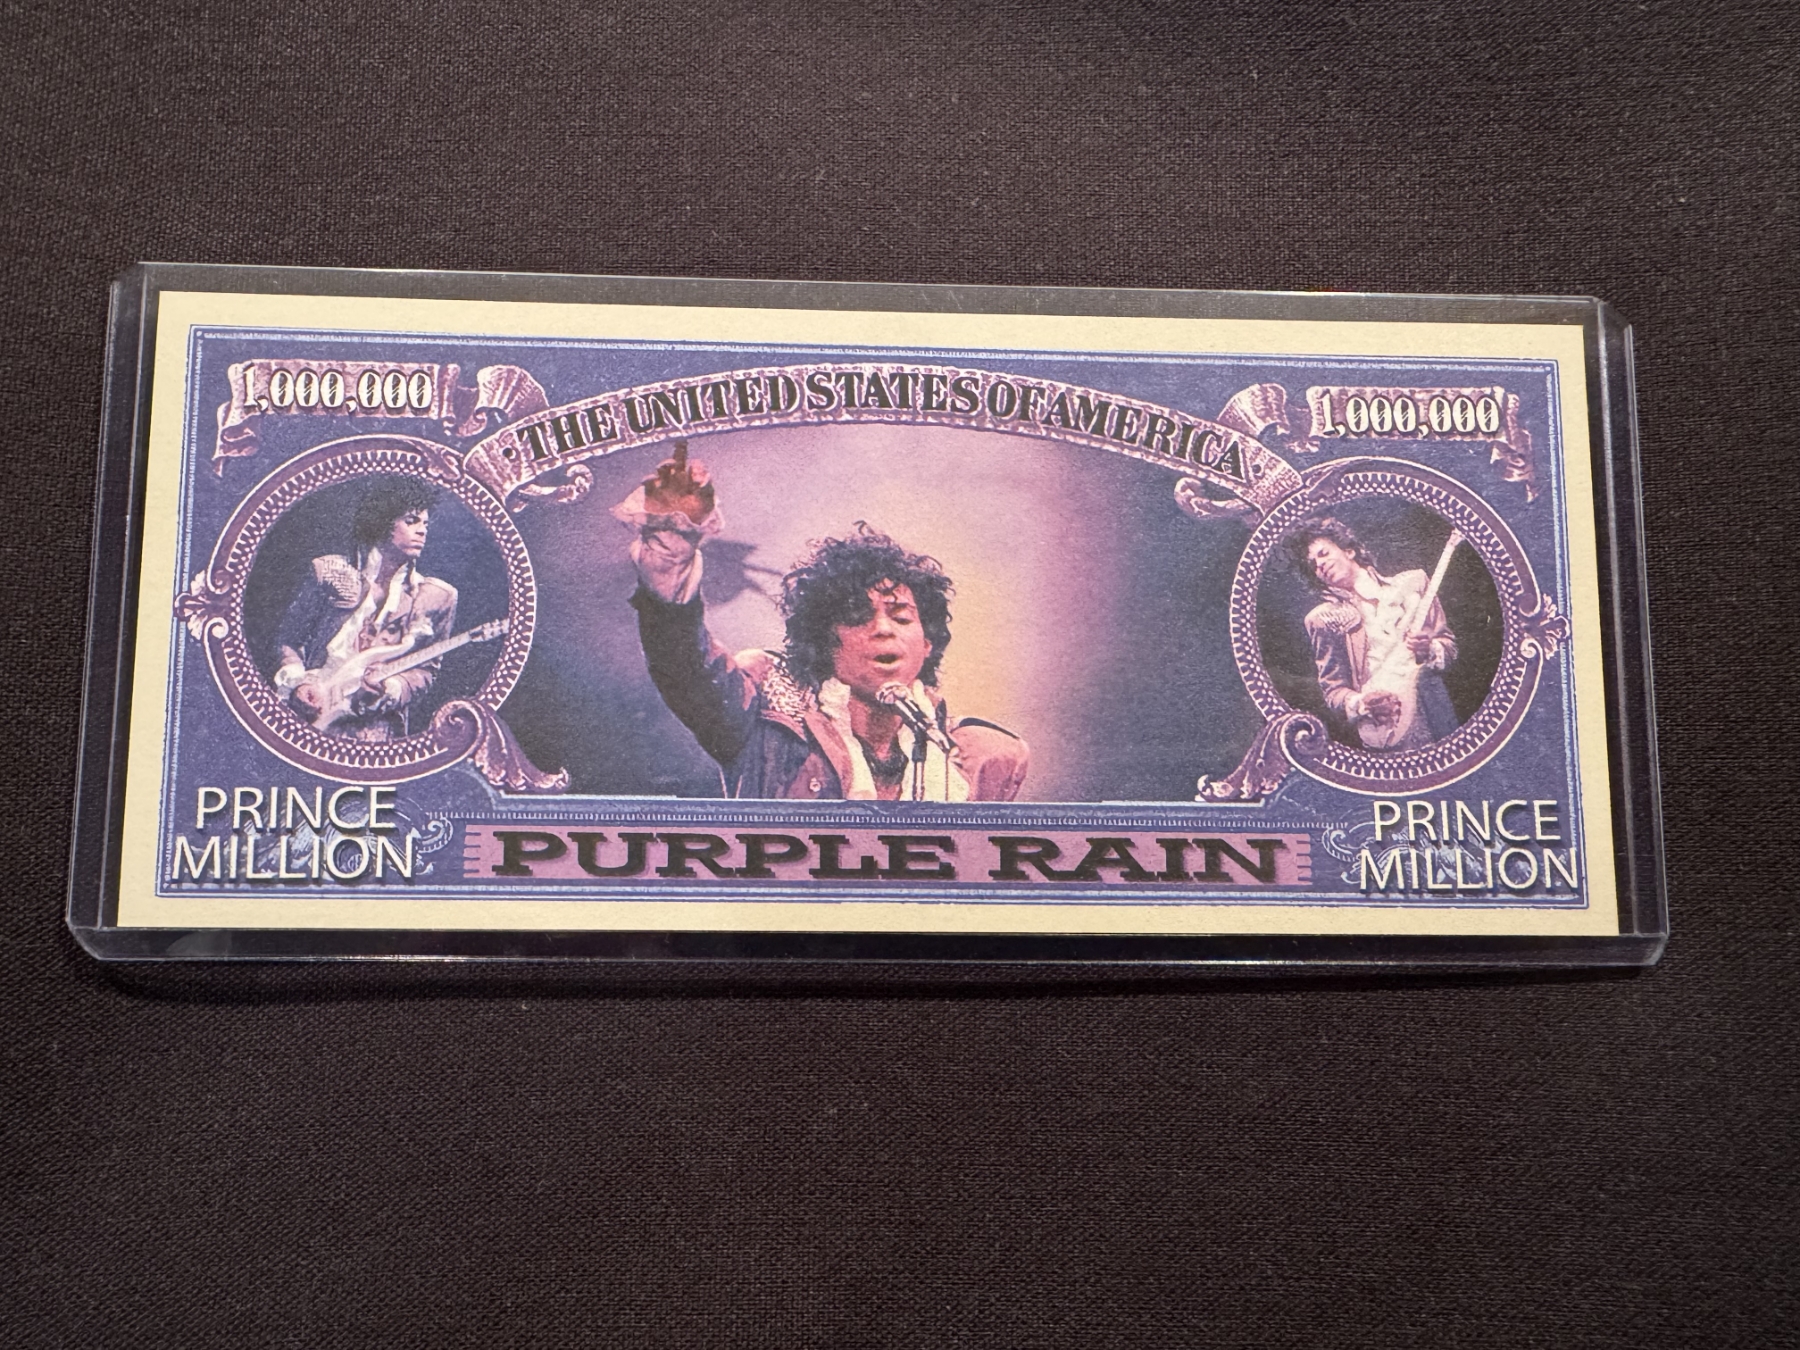 1,000,000
·THE UNITED STATES OF AMERICA·
1,000,000
PRINCE
MILLION
PURPLE RAIN
PRINCE
MILLION